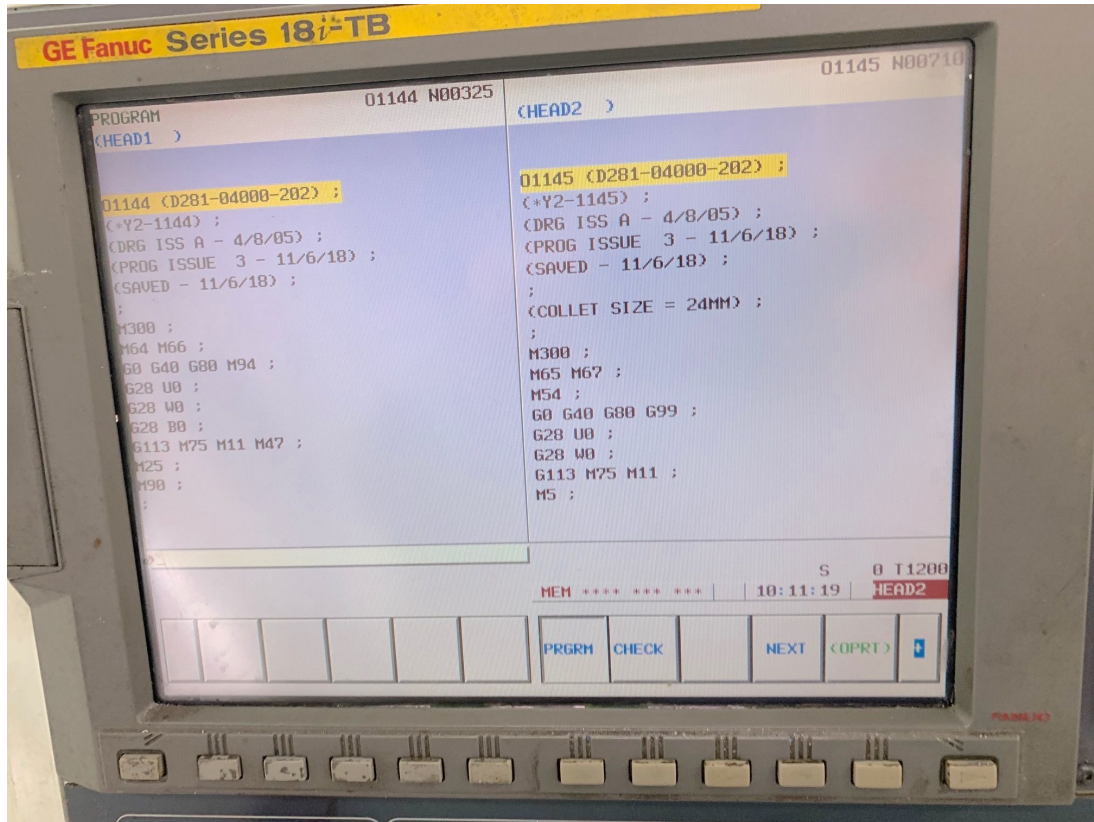 GE Fanuc Series 18i-TB
PROGRAM O1144 N00325
(HEAD1 )
O1144 (D281-04000-202) ;
(*Y2-1144) ;
(DRG ISS A - 4/8/05) ;
(PROG ISSUE 3 - 11/6/18) ;
(SAVED - 11/6/18) ;
;
M300 ;
M64 M66 ;
G0 G40 G80 M94 ;
G28 U0 ;
G28 W0 ;
G28 B0 ;
G113 M75 M11 M47 ;
M25 ;
M90 ;
;
O1145 N00710
(HEAD2 )
O1145 (D281-04000-202) ;
(*Y2-1145) ;
(DRG ISS A - 4/8/05) ;
(PROG ISSUE 3 - 11/6/18) ;
(SAVED - 11/6/18) ;
;
(COLLET SIZE = 24MM) ;
;
M300 ;
M65 M67 ;
M54 ;
G0 G40 G80 G99 ;
G28 U0 ;
G28 W0 ;
G113 M75 M11 ;
M5 ;
S 0 T1200
MEM **** *** *** 10:11:19 HEAD2
PRGRM CHECK NEXT (OPRT) +